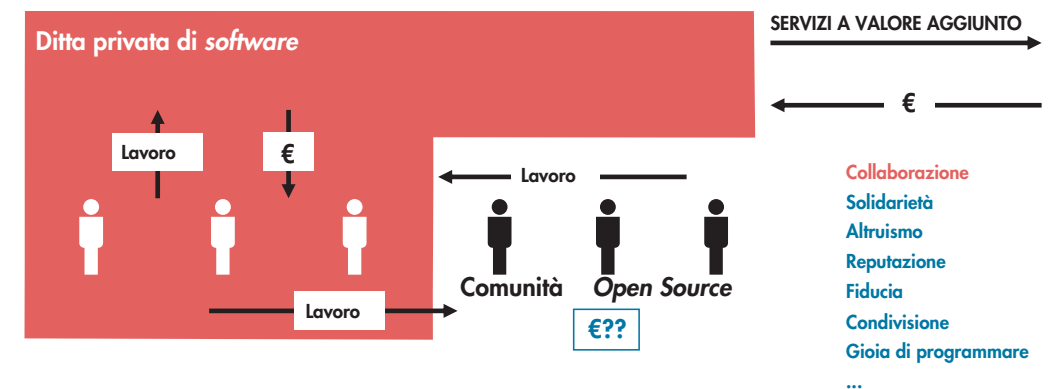 Ditta privata di software
SERVIZI A VALORE AGGIUNTO
€
Lavoro
€
Lavoro
Collaborazione
Solidarietà
Altruismo
Reputazione
Fiducia
Condivisione
Gioia di programmare
...
Comunità Open Source
Lavoro
€??